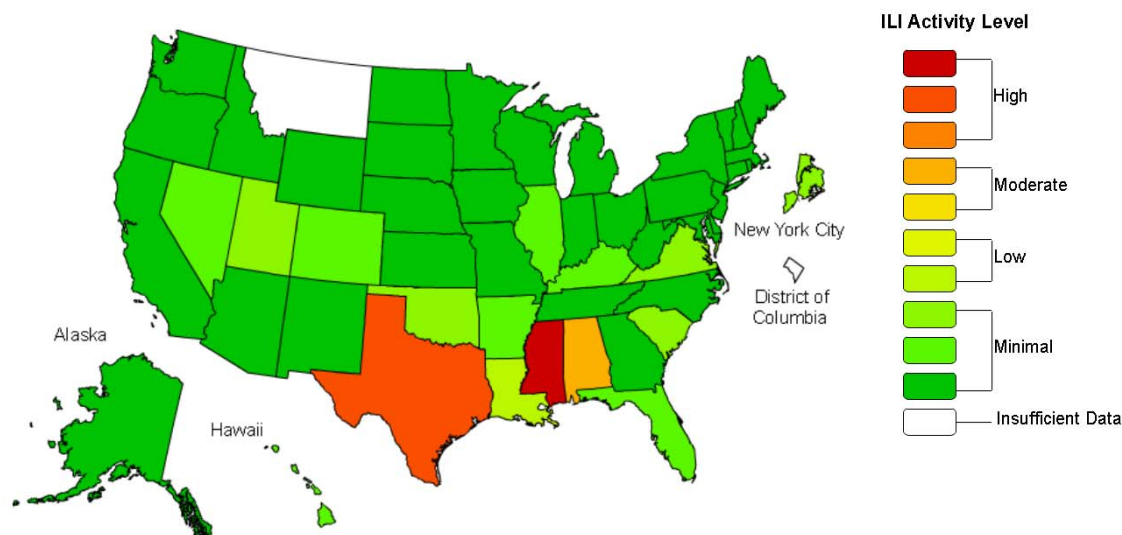 ILI Activity Level
High
Moderate
Low
Minimal
Insufficient Data
New York City
District of
Columbia
Alaska
Hawaii